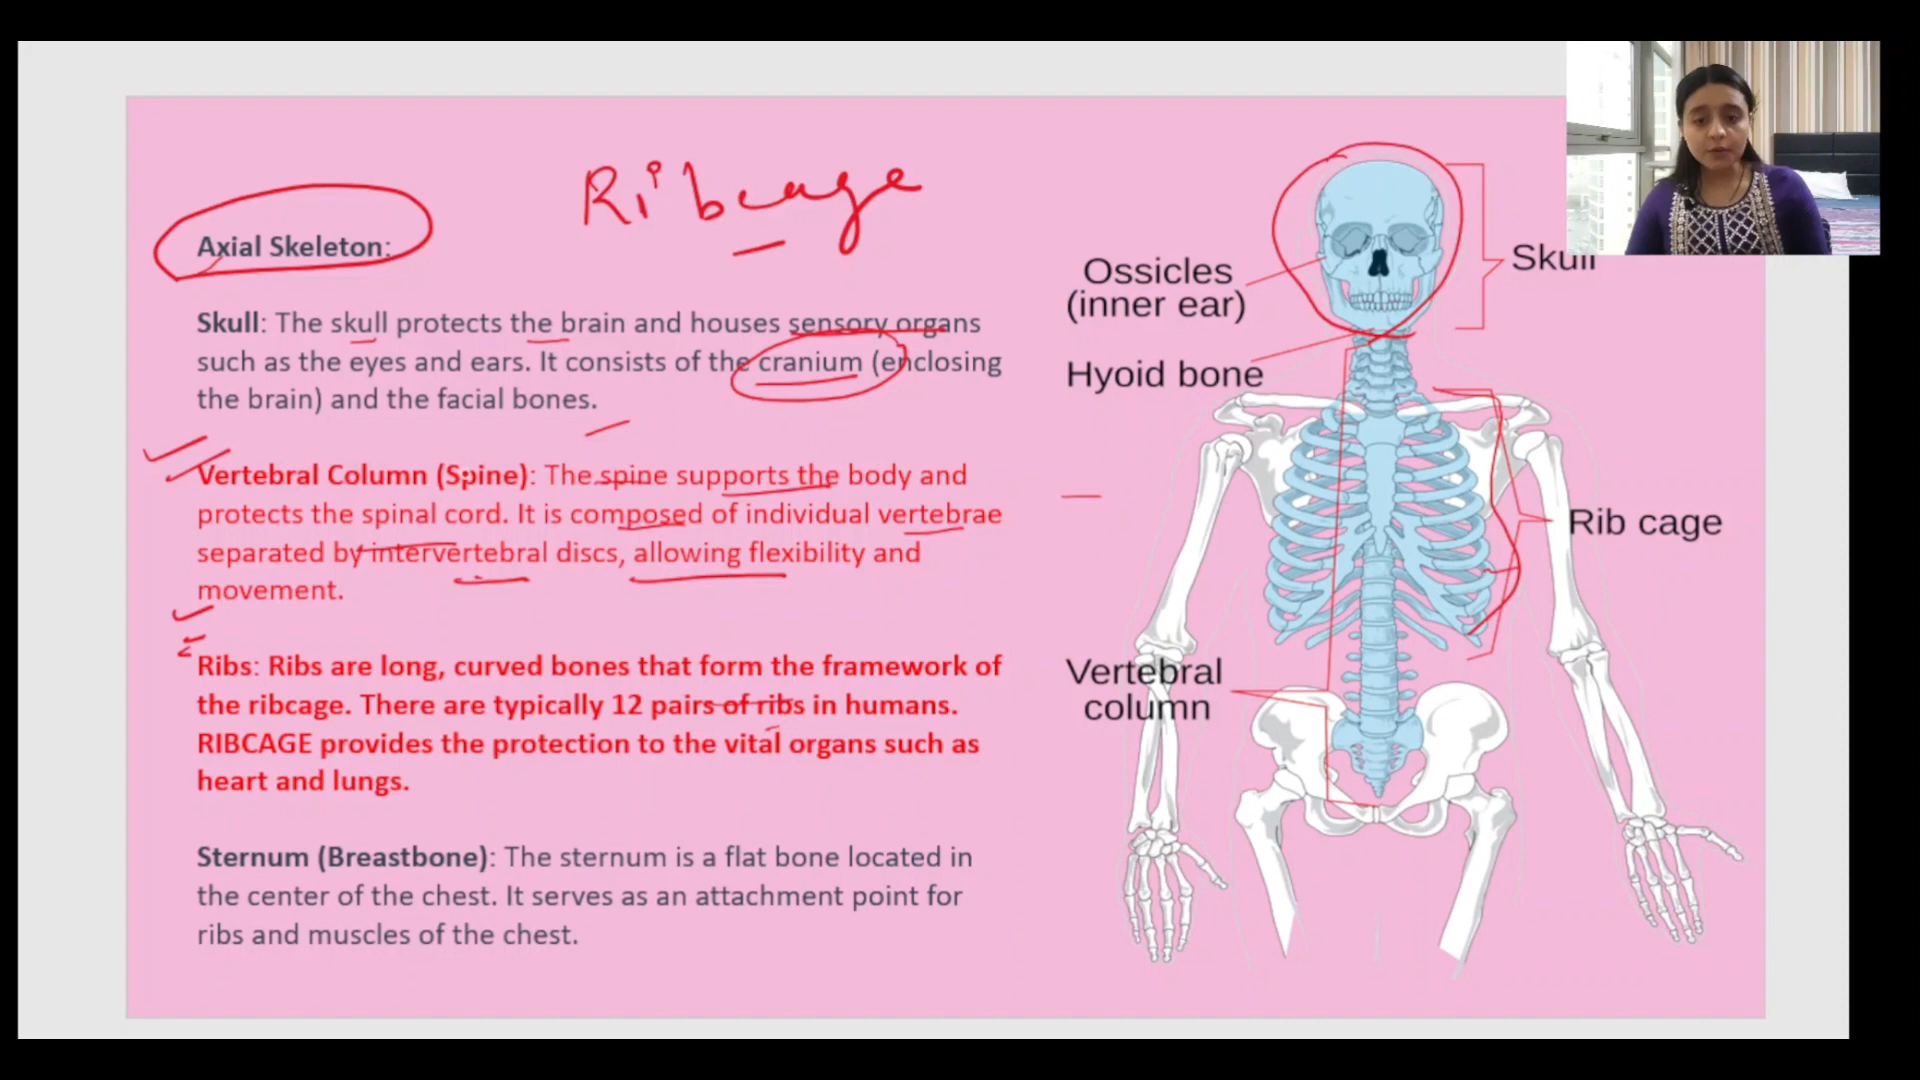 Ribcage
Axial Skeleton:
Skull: The skull protects the brain and houses sensory organs
such as the eyes and ears. It consists of the cranium (enclosing
the brain) and the facial bones.
Vertebral Column (Spine): The spine supports the body and
protects the spinal cord. It is composed of individual vertebrae
separated by intervertebral discs, allowing flexibility and
movement.
Ribs: Ribs are long, curved bones that form the framework of
the ribcage. There are typically 12 pairs of ribs in humans.
RIBCAGE provides the protection to the vital organs such as
heart and lungs.
Sternum (Breastbone): The sternum is a flat bone located in
the center of the chest. It serves as an attachment point for
ribs and muscles of the chest.
Ossicles
(inner ear)
Skull
Hyoid bone
Rib cage
Vertebral
column